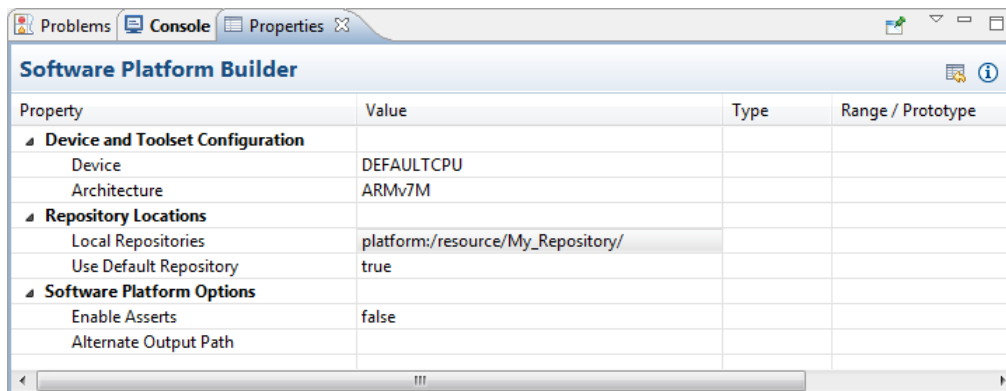 Problems Console Properties
Software Platform Builder
Property Value Type Range / Prototype
Device and Toolset Configuration
Device DEFAULTCPU
Architecture ARMv7M
Repository Locations
Local Repositories platform:/resource/My_Repository/
Use Default Repository true
Software Platform Options
Enable Asserts false
Alternate Output Path